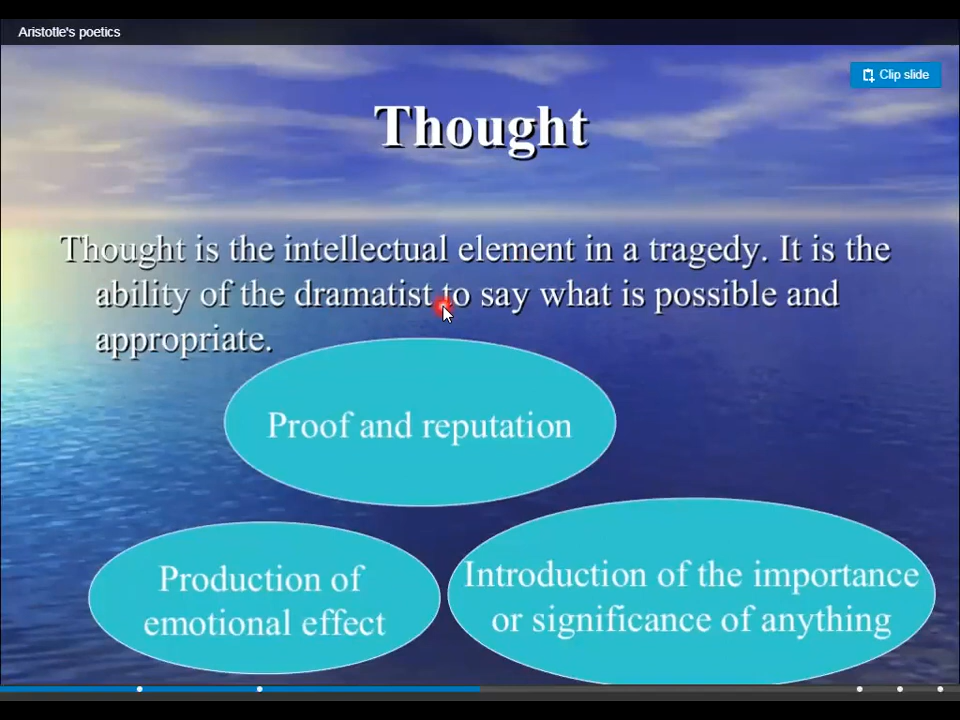 Aristotle's poetics
Clip slide
Thought
Thought is the intellectual element in a tragedy. It is the
ability of the dramatist to say what is possible and
appropriate.
Proof and reputation
Production of
emotional effect
Introduction of the importance
or significance of anything